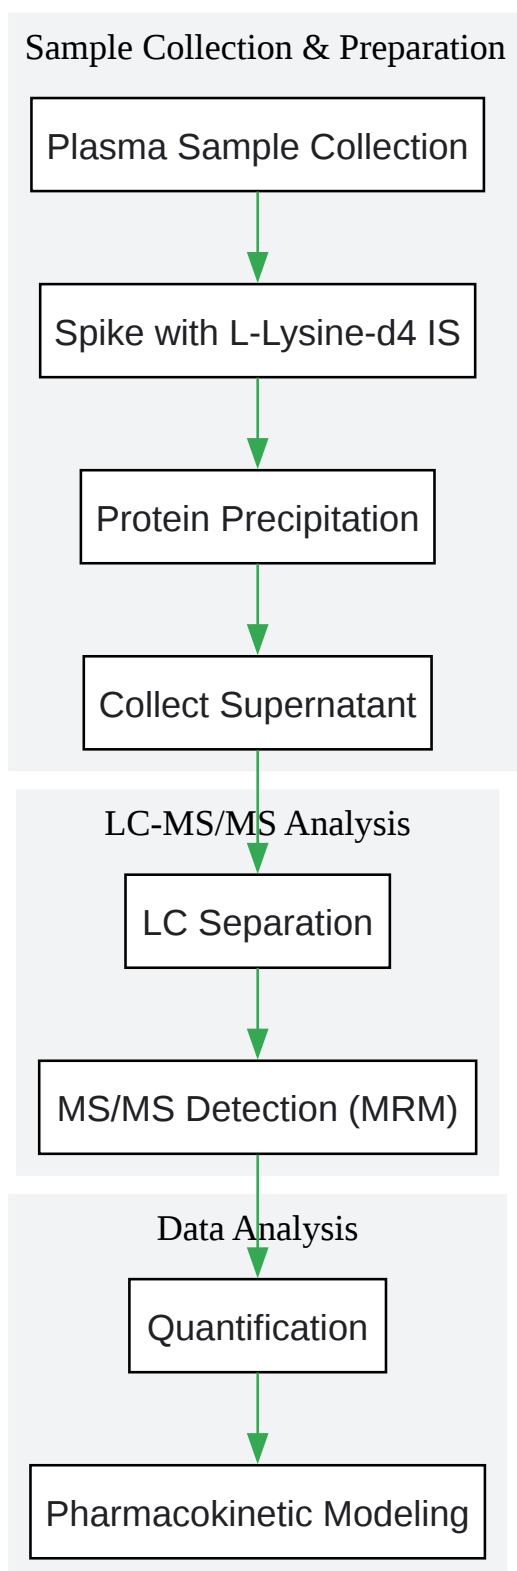 Sample Collection & Preparation
Plasma Sample Collection
Spike with L-Lysine-d4 IS
Protein Precipitation
Collect Supernatant
LC-MS/MS Analysis
LC Separation
MS/MS Detection (MRM)
Data Analysis
Quantification
Pharmacokinetic Modeling